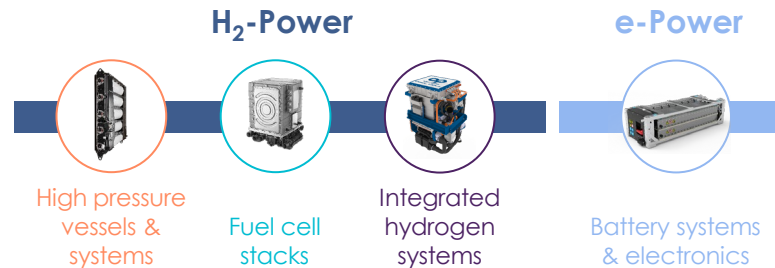 H₂-Power
e-Power
High pressure
vessels &
systems
Fuel cell
stacks
Integrated
hydrogen
systems
Battery systems
& electronics